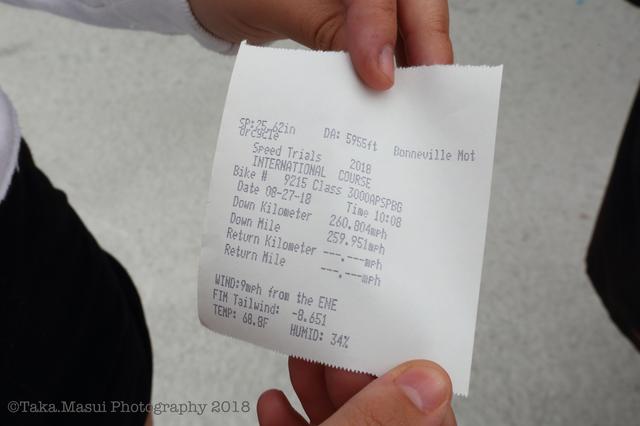 SP:25.62in DA: 5955ft Bonneville Mot
orcycle
Speed Trials 2018
INTERNATIONAL COURSE
Bike # 9215 Class 3000APSPBG
Date 08-27-18 Time 10:08
Down Kilometer 260.804mph
Down Mile 259.951mph
Return Kilometer ---.---mph
Return Mile ---.---mph
WIND:9mph from the ENE
FIM Tailwind: -8.651
TEMP: 68.8F HUMID: 34%
©Taka.Masui Photography 2018